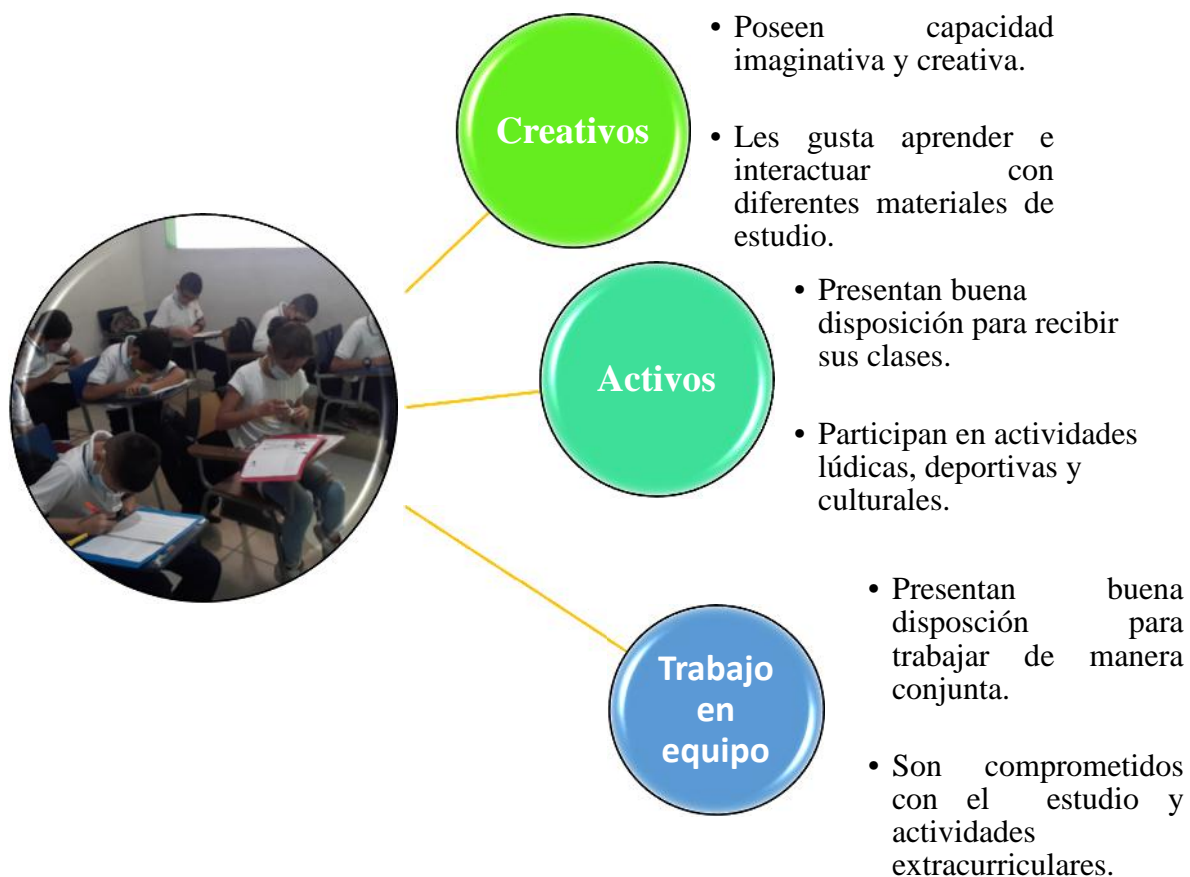 Creativos
• Poseen capacidad
imaginativa y creativa.
• Les gusta aprender e
interactuar con
diferentes materiales de
estudio.
Activos
• Presentan buena
disposición para recibir
sus clases.
• Participan en actividades
lúdicas, deportivas y
culturales.
Trabajo
en
equipo
• Presentan buena
disposción para
trabajar de manera
conjunta.
• Son comprometidos
con el estudio y
actividades
extracurriculares.